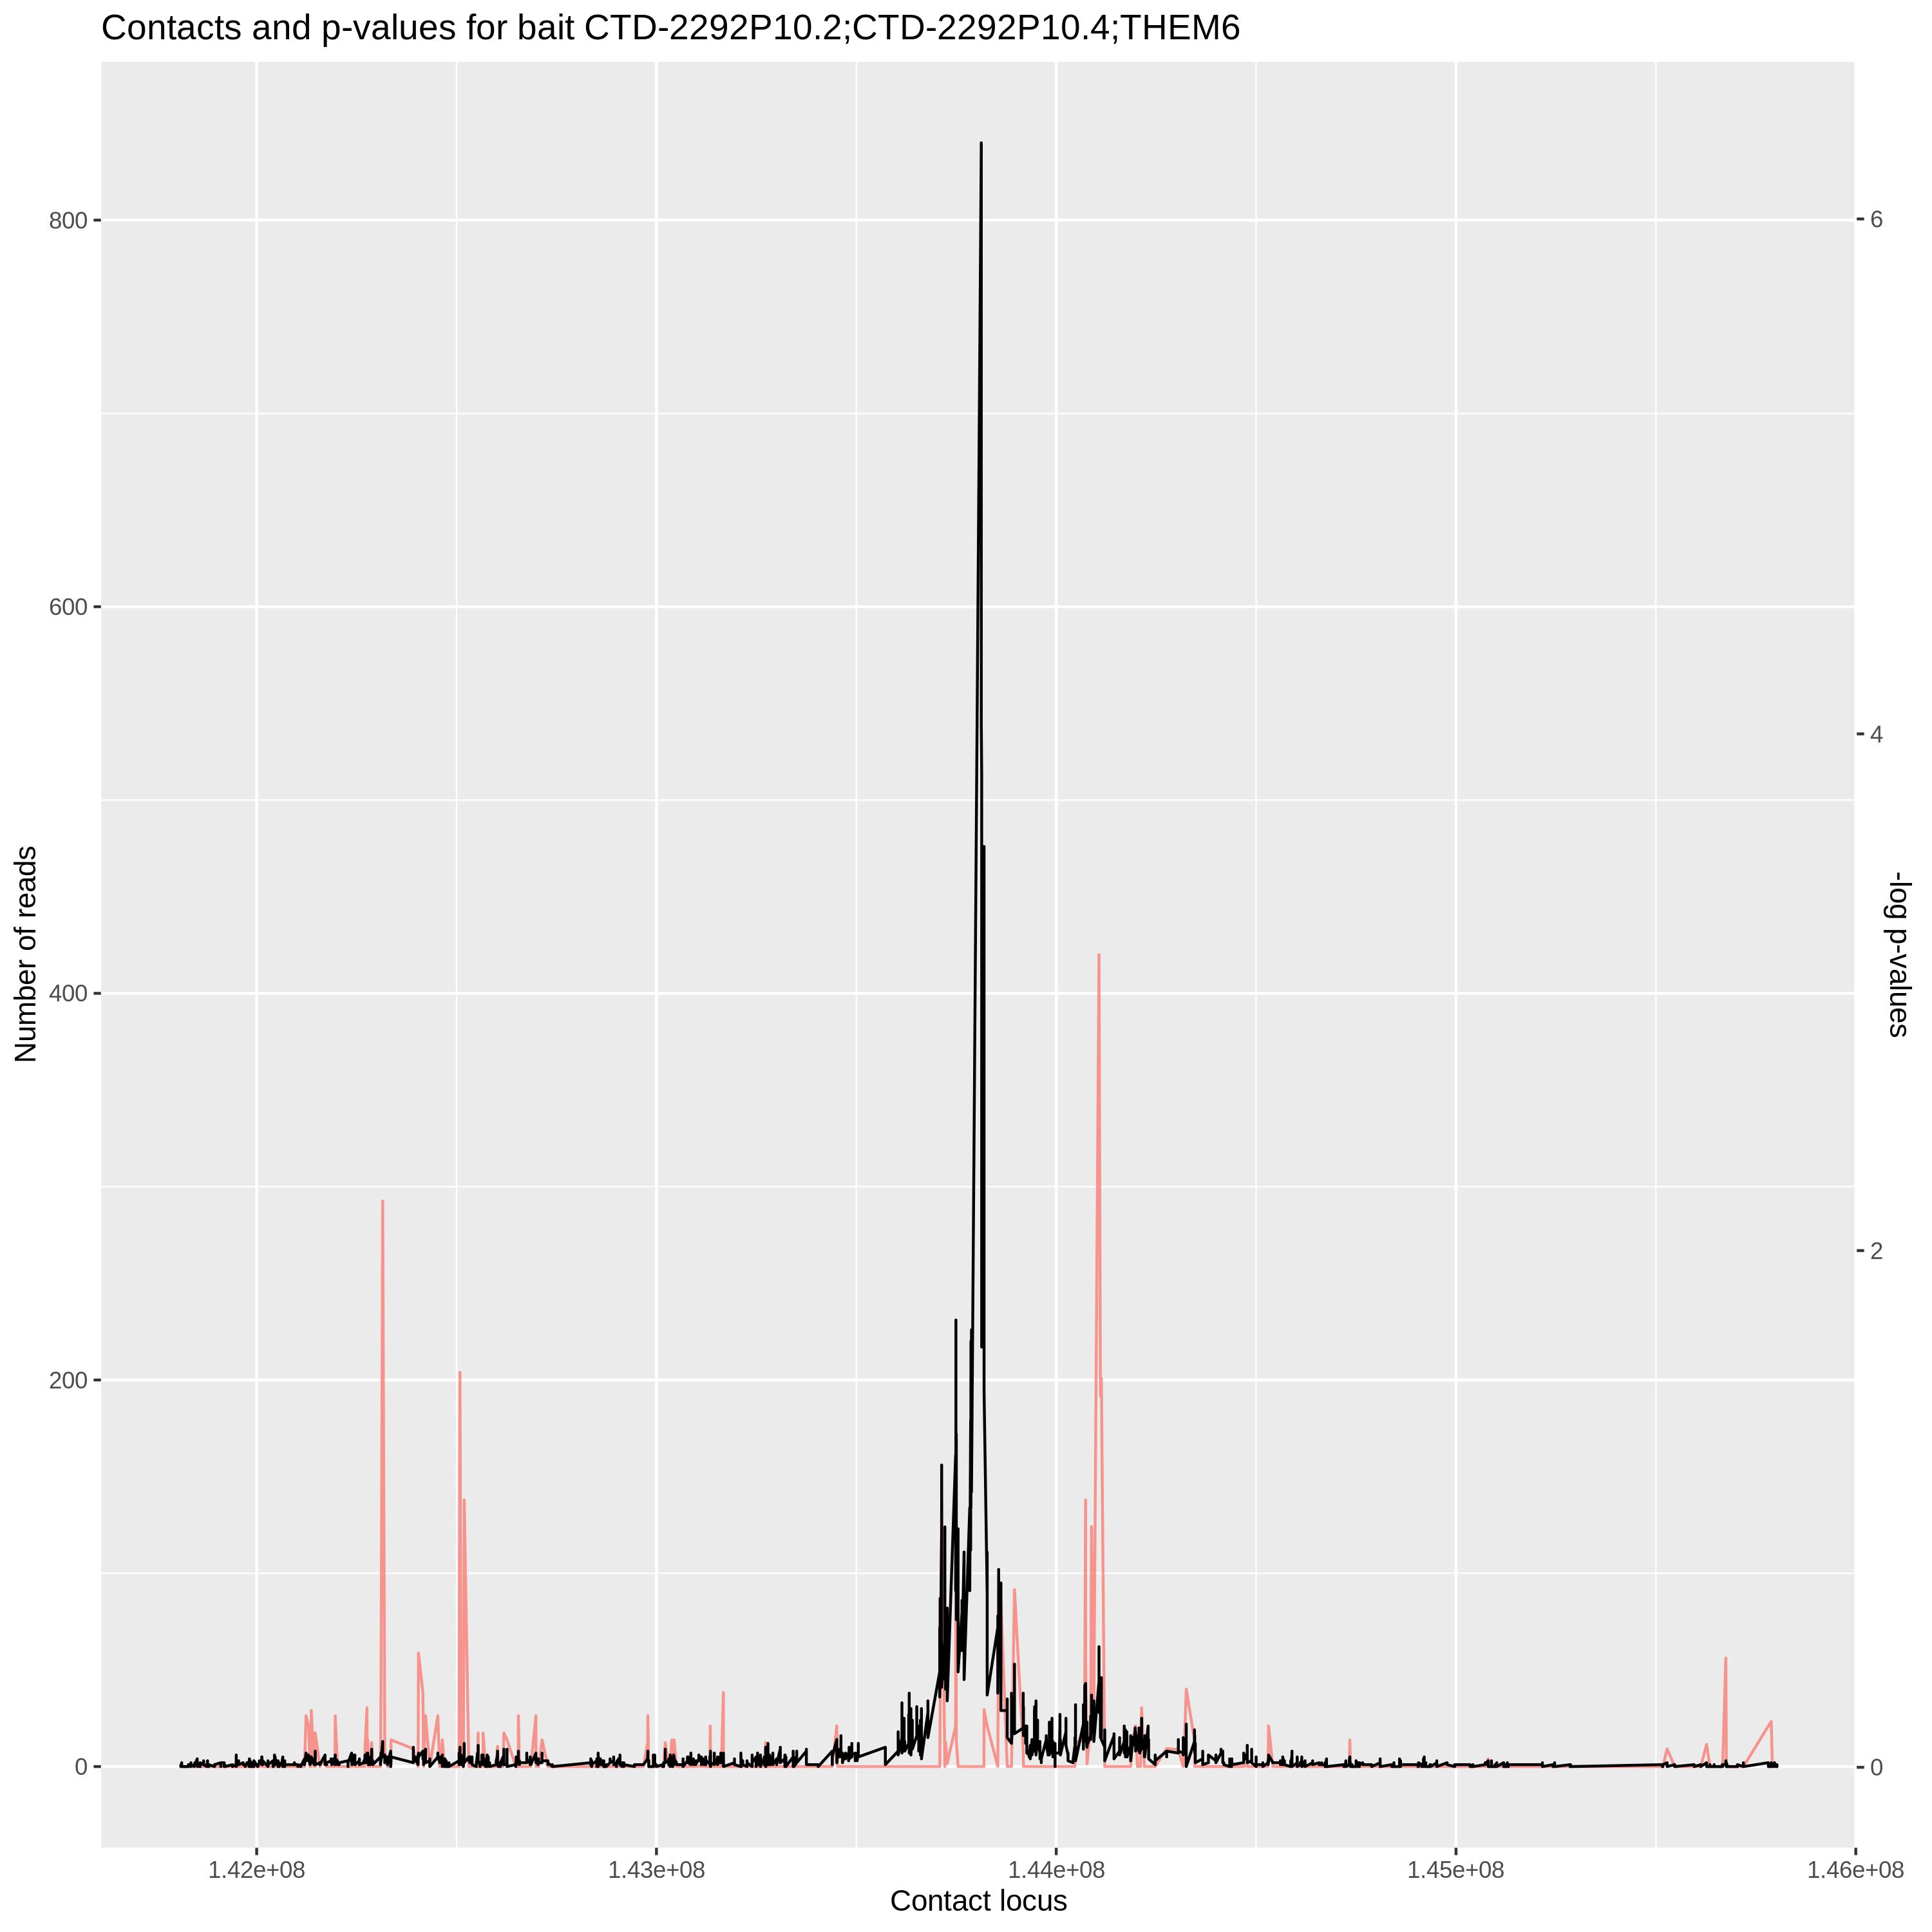 Contacts and p-values for bait CTD-2292P10.2;CTD-2292P10.4;THEM6
800
600
400
200
0
Number of reads
6
4
2
0
-log p-values
1.42e+08
1.43e+08
1.44e+08
1.45e+08
1.46e+08
Contact locus